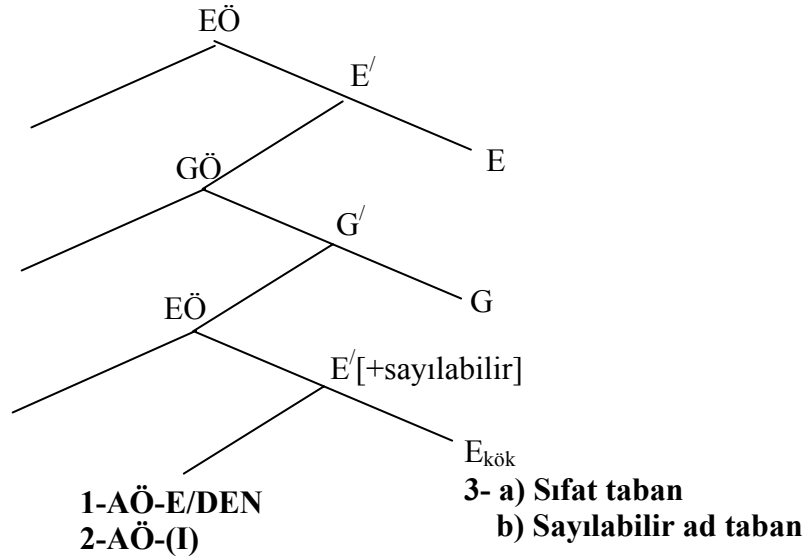 EÖ
E/
E
GÖ
G/
G
EÖ
E/[+sayılabilir]
Ekök
1-AÖ-E/DEN
2-AÖ-(I)
3- a) Sıfat taban
b) Sayılabilir ad taban